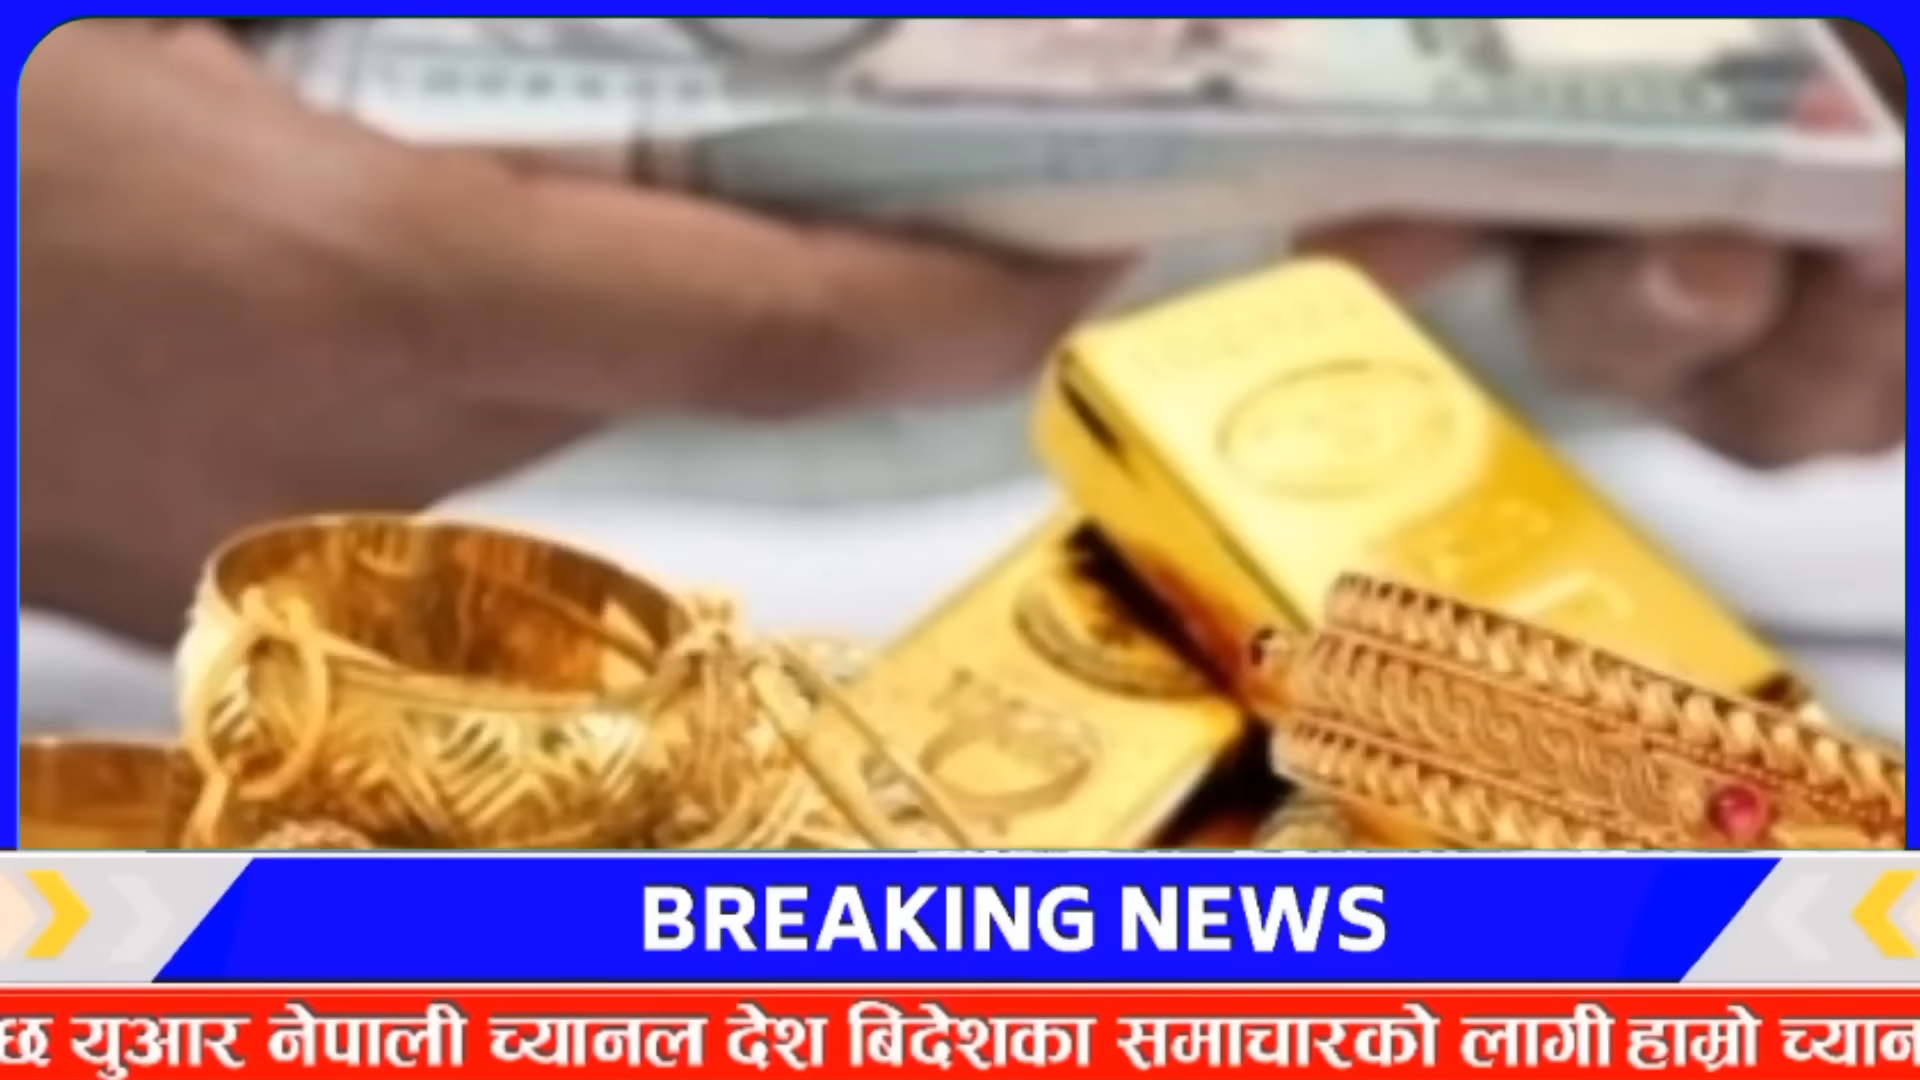 BREAKING NEWS
छ युआर नेपाली च्यानल देश बिदेशका समाचारको लागी हाम्रो च्यान